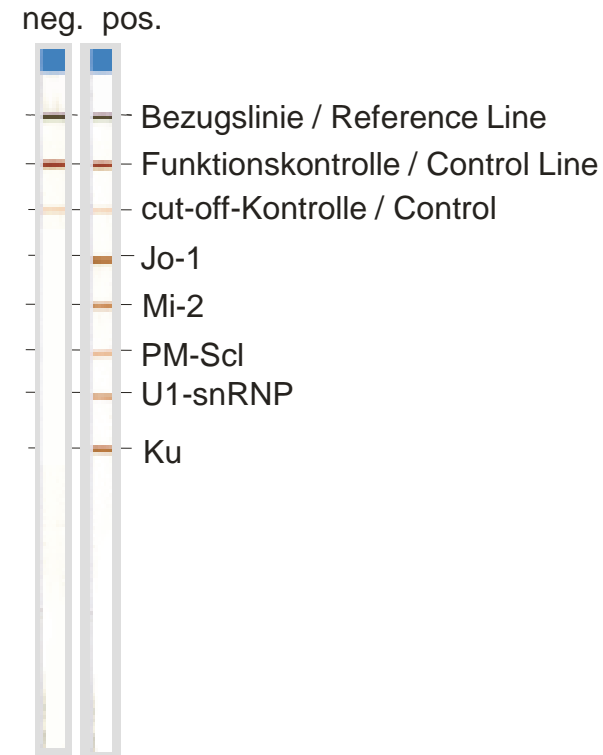 neg. pos.
Bezugslinie / Reference Line
Funktionskontrolle / Control Line
cut-off-Kontrolle / Control
Jo-1
Mi-2
PM-Scl
U1-snRNP
Ku